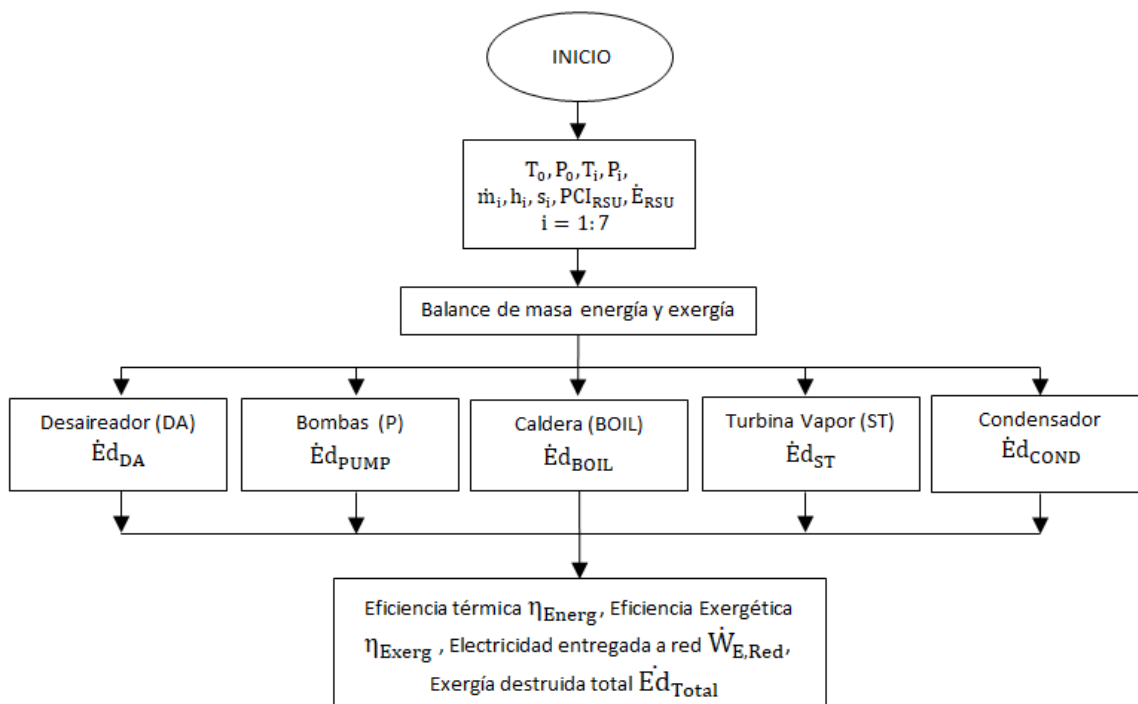 INICIO
T₀, P₀, Tᵢ, Pᵢ,
ṁᵢ, hᵢ, sᵢ, PCI_RSU, Ė_RSU
i = 1: 7
Balance de masa energía y exergía
Desaireador (DA)
Ėd_DA
Bombas (P)
Ėd_PUMP
Caldera (BOIL)
Ėd_BOIL
Turbina Vapor (ST)
Ėd_ST
Condensador
Ėd_COND
Eficiencia térmica η_Energ, Eficiencia Exergética
η_Exerg , Electricidad entregada a red Ẇ_E,Red,
Exergía destruida total Ėd_Total